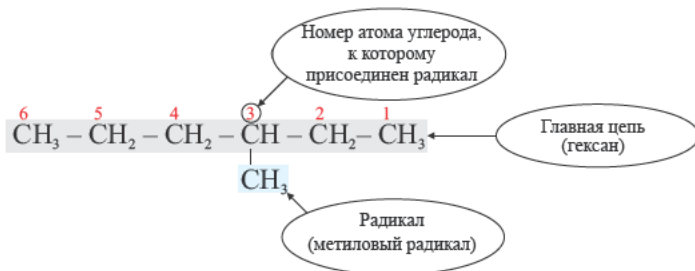 Номер атома углерода,
к которому
присоединен радикал
6 5 4 3 2 1
CH₃ – CH₂ – CH₂ – CH – CH₂ – CH₃
CH₃
Главная цепь
(гексан)
Радикал
(метиловый радикал)